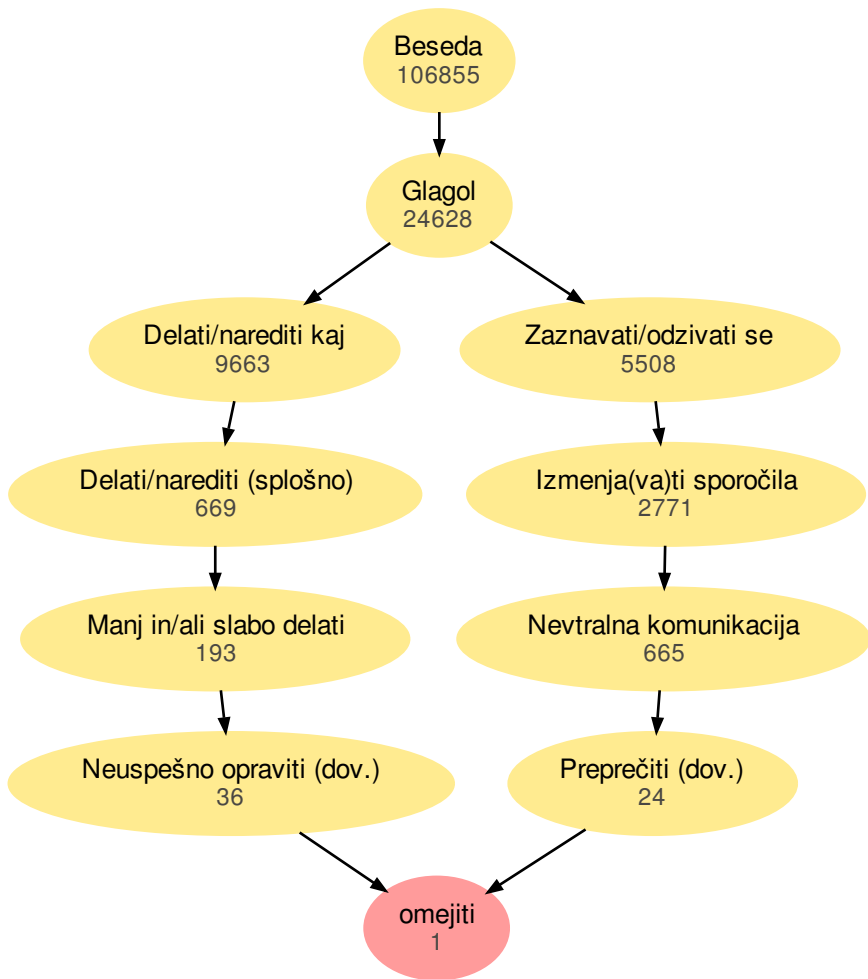 Beseda
106855
Glagol
24628
Delati/narediti kaj
9663
Zaznavati/odzivati se
5508
Delati/narediti (splošno)
669
Izmenja(va)ti sporočila
2771
Manj in/ali slabo delati
193
Nevtralna komunikacija
665
Neuspešno opraviti (dov.)
36
Preprečiti (dov.)
24
omejiti
1